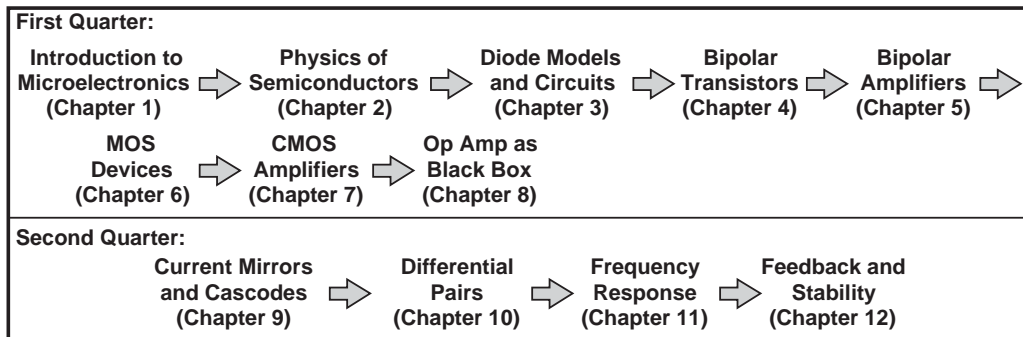 First Quarter:
Introduction to
Microelectronics
(Chapter 1)
Physics of
Semiconductors
(Chapter 2)
Diode Models
and Circuits
(Chapter 3)
Bipolar
Transistors
(Chapter 4)
Bipolar
Amplifiers
(Chapter 5)
MOS
Devices
(Chapter 6)
CMOS
Amplifiers
(Chapter 7)
Op Amp as
Black Box
(Chapter 8)
Second Quarter:
Current Mirrors
and Cascodes
(Chapter 9)
Differential
Pairs
(Chapter 10)
Frequency
Response
(Chapter 11)
Feedback and
Stability
(Chapter 12)